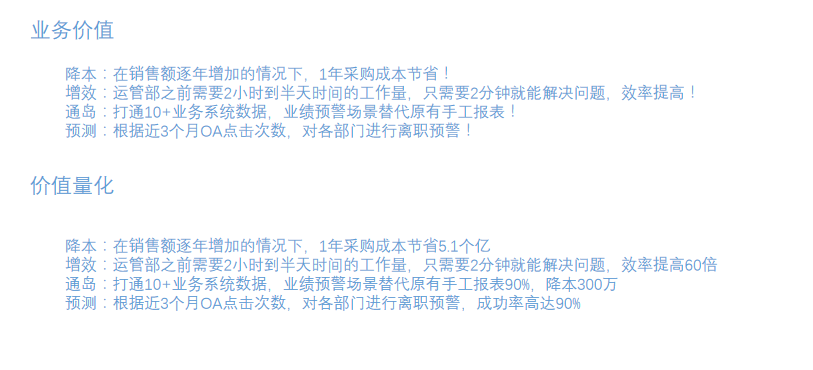 业务价值
降本：在销售额逐年增加的情况下，1年采购成本节省！
增效：运管部之前需要2小时到半天时间的工作量，只需要2分钟就能解决问题，效率提高！
通岛：打通10+业务系统数据，业绩预警场景替代原有手工报表！
预测：根据近3个月OA点击次数，对各部门进行离职预警！
价值量化
降本：在销售额逐年增加的情况下，1年采购成本节省5.1个亿
增效：运管部之前需要2小时到半天时间的工作量，只需要2分钟就能解决问题，效率提高60倍
通岛：打通10+业务系统数据，业绩预警场景替代原有手工报表90%，降本300万
预测：根据近3个月OA点击次数，对各部门进行离职预警，成功率高达90%